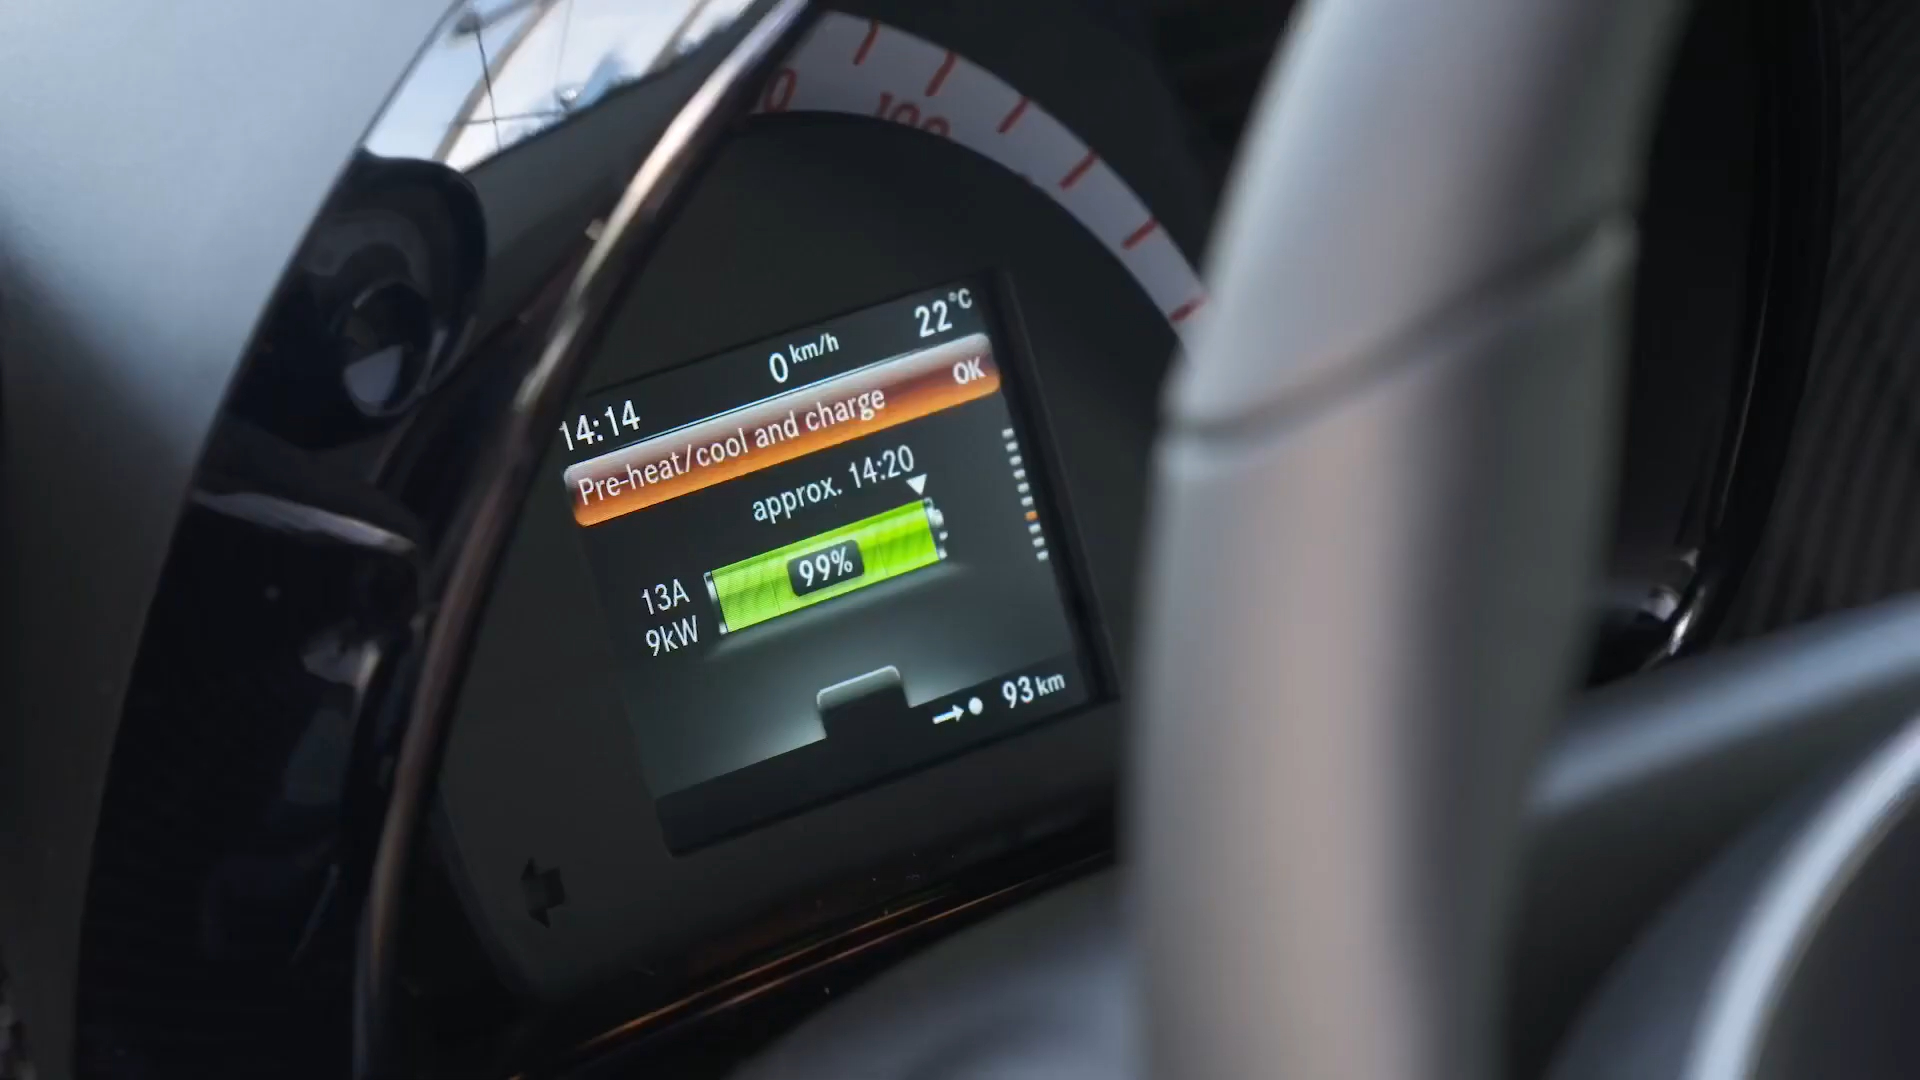 100
14:14 0 km/h 22°C
Pre-heat/cool and charge OK
approx. 14:20
99%
13A
9kW
93 km